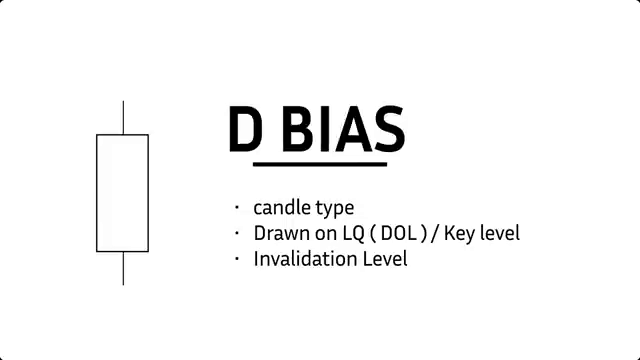 D BIAS
· candle type
· Drawn on LQ ( DOL ) / Key level
· Invalidation Level